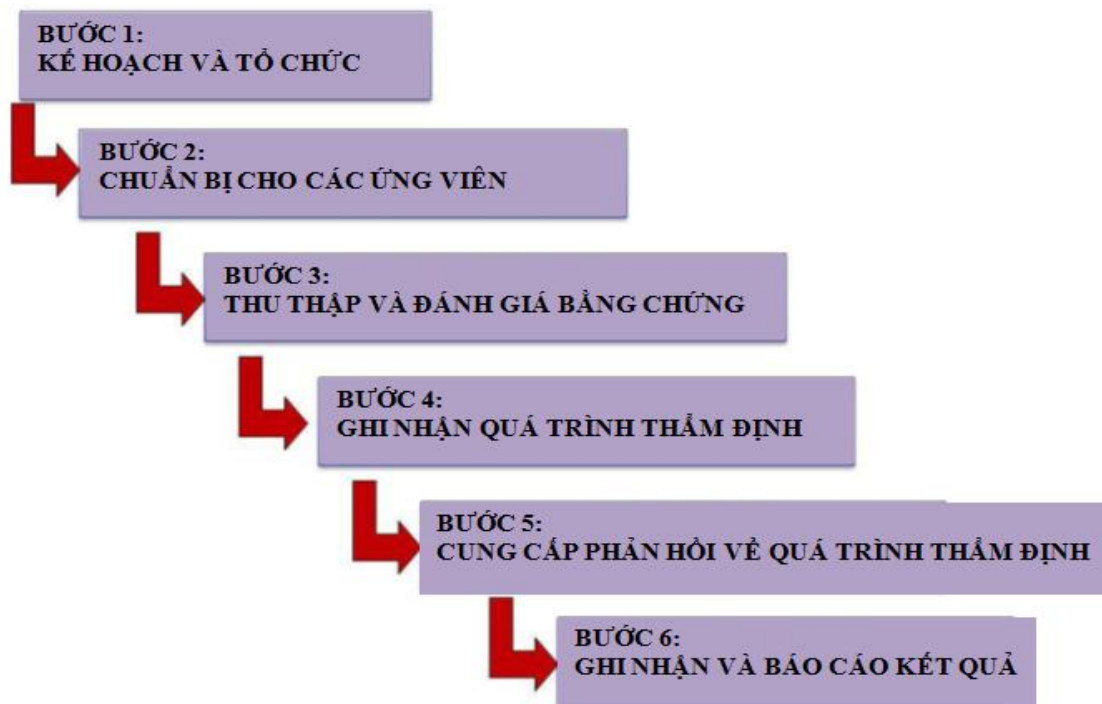 BƯỚC 1:
KẾ HOẠCH VÀ TỔ CHỨC
BƯỚC 2:
CHUẨN BỊ CHO CÁC ỨNG VIÊN
BƯỚC 3:
THU THẬP VÀ ĐÁNH GIÁ BẰNG CHỨNG
BƯỚC 4:
GHI NHẬN QUÁ TRÌNH THẨM ĐỊNH
BƯỚC 5:
CUNG CẤP PHẢN HỒI VỀ QUÁ TRÌNH THẨM ĐỊNH
BƯỚC 6:
GHI NHẬN VÀ BÁO CÁO KẾT QUẢ